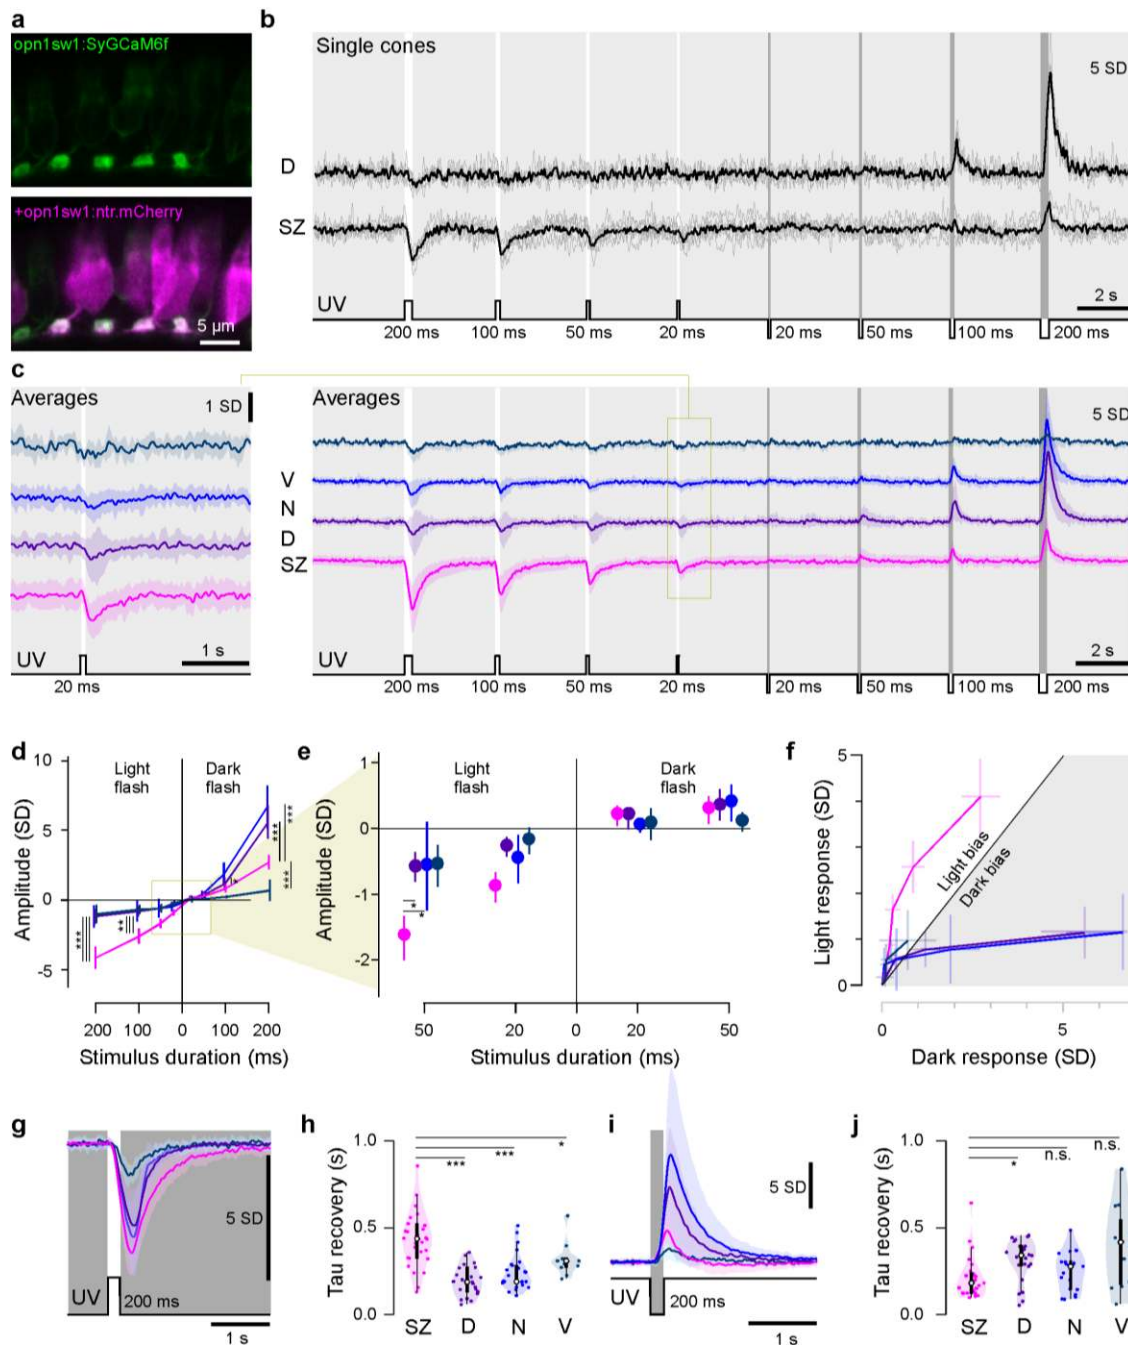 a
opn1sw1:SyGCaM6f
+opn1sw1:ntr.mCherry
5 µm
b
Single cones
5 SD
D
SZ
UV
2 s
200 ms 100 ms 50 ms 20 ms 20 ms 50 ms 100 ms 200 ms
c
Averages
1 SD
UV
1 s
20 ms
Averages
5 SD
V
N
D
SZ
UV
2 s
200 ms 100 ms 50 ms 20 ms 20 ms 50 ms 100 ms 200 ms
d
Amplitude (SD)
10
5
0
-5
Light flash
Dark flash
***
**
*
***
***
***
200 100 0 100 200
Stimulus duration (ms)
e
Amplitude (SD)
1
0
-1
-2
Light flash
Dark flash
*
*
50 20 0 20 50
Stimulus duration (ms)
f
Light response (SD)
5
0
Light bias
Dark bias
0 5
Dark response (SD)
g
5 SD
UV
200 ms
1 s
h
Tau recovery (s)
1.0
0.5
0.0
***
***
*
SZ D N V
i
5 SD
UV
200 ms
1 s
j
Tau recovery (s)
1.0
0.5
0.0
*
n.s.
n.s.
SZ D N V